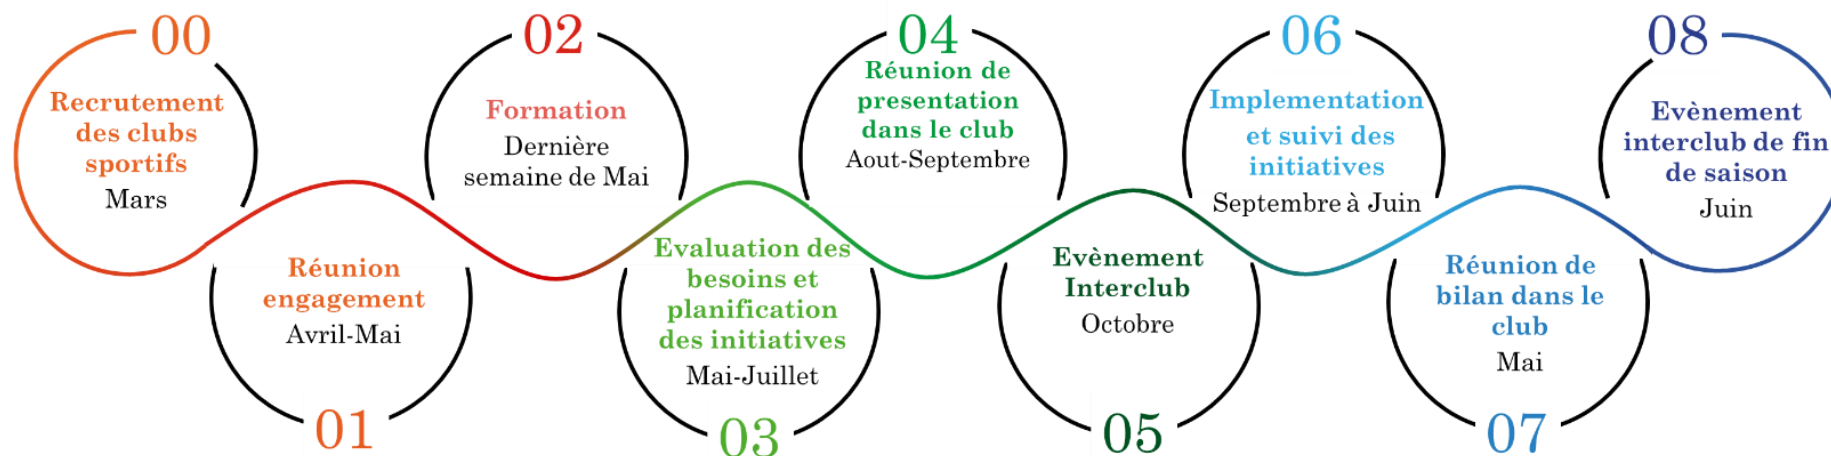 00
Recrutement
des clubs
sportifs
Mars
01
Réunion
engagement
Avril-Mai
02
Formation
Dernière
semaine de Mai
03
Evaluation des
besoins et
planification
des initiatives
Mai-Juillet
04
Réunion de
presentation
dans le club
Aout-Septembre
05
Evènement
Interclub
Octobre
06
Implementation
et suivi des
initiatives
Septembre à Juin
07
Réunion de
bilan dans le
club
Mai
08
Evènement
interclub de fin
de saison
Juin